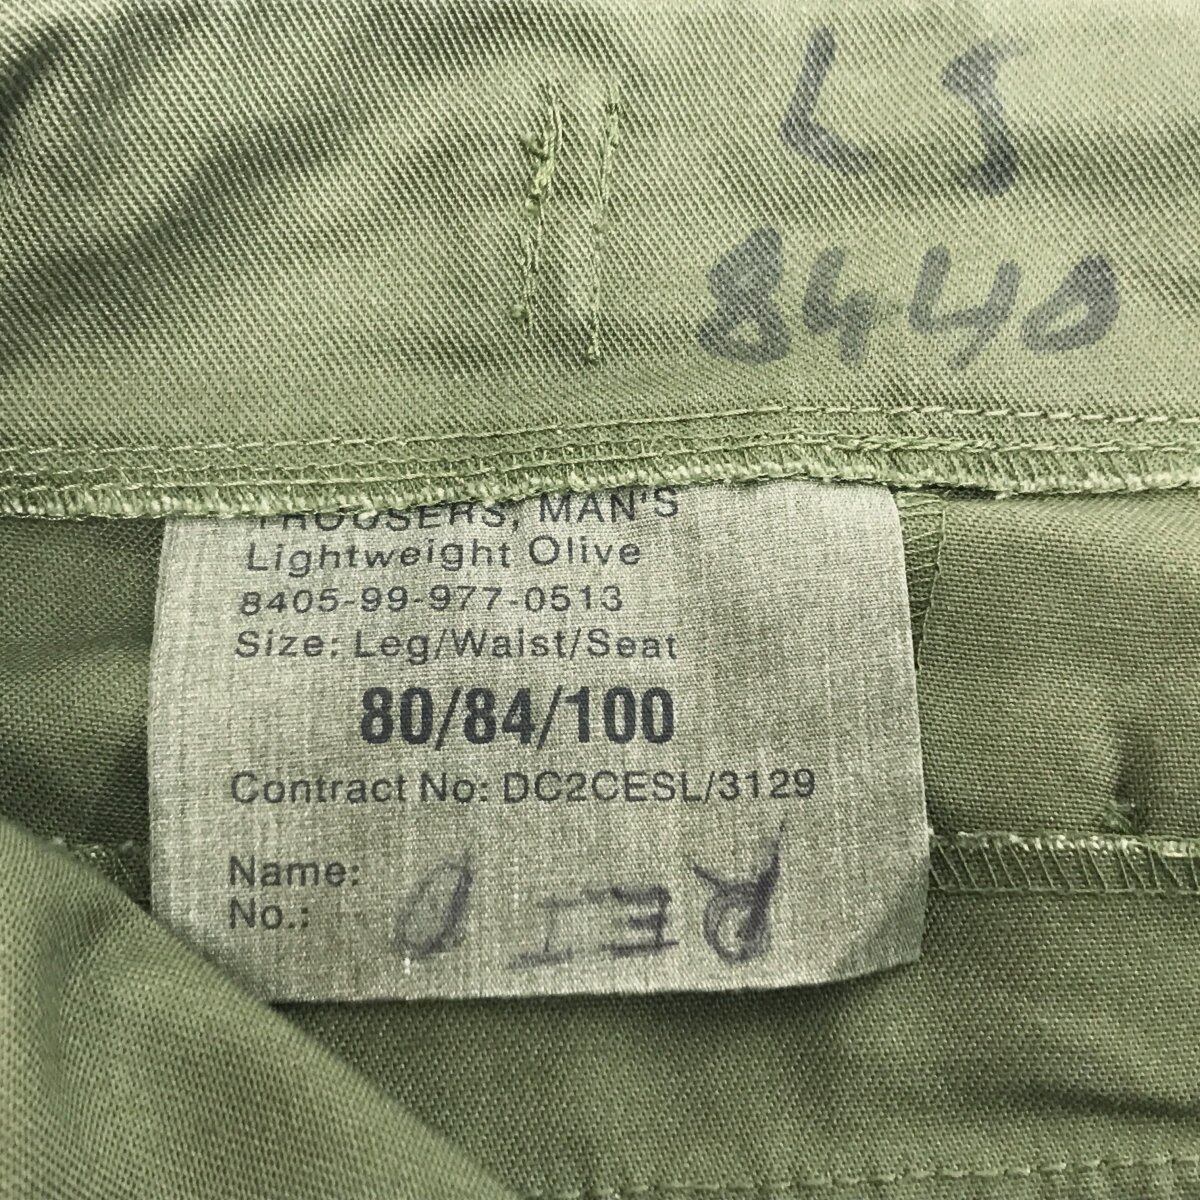 LS
8440
TROUSERS, MAN'S
Lightweight Olive
8405-99-977-0513
Size: Leg/Waist/Seat
80/84/100
Contract No: DC2CESL/3129
Name:
No.:
REID